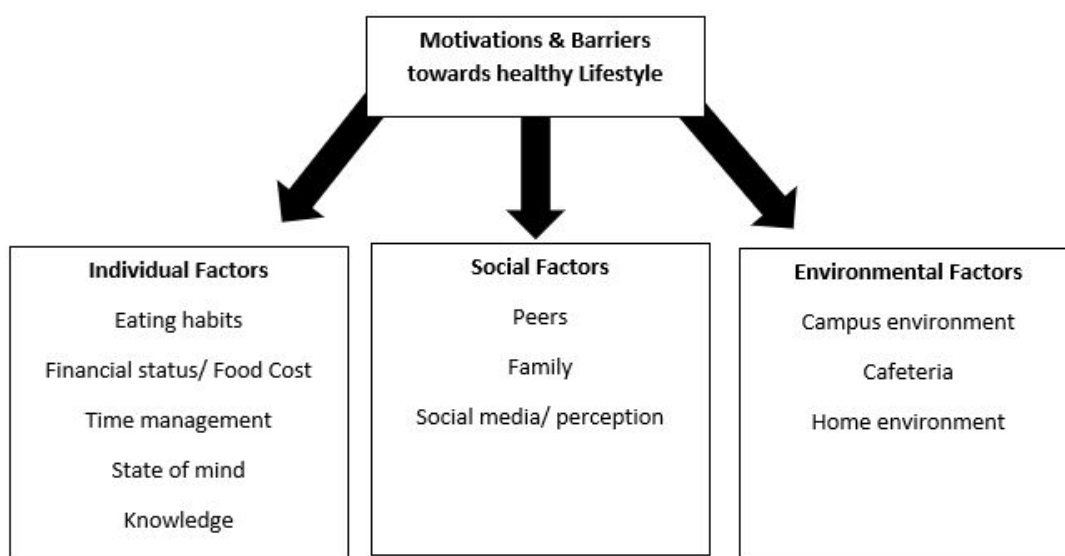 Motivations & Barriers
towards healthy Lifestyle
Individual Factors
Eating habits
Financial status/ Food Cost
Time management
State of mind
Knowledge
Social Factors
Peers
Family
Social media/ perception
Environmental Factors
Campus environment
Cafeteria
Home environment